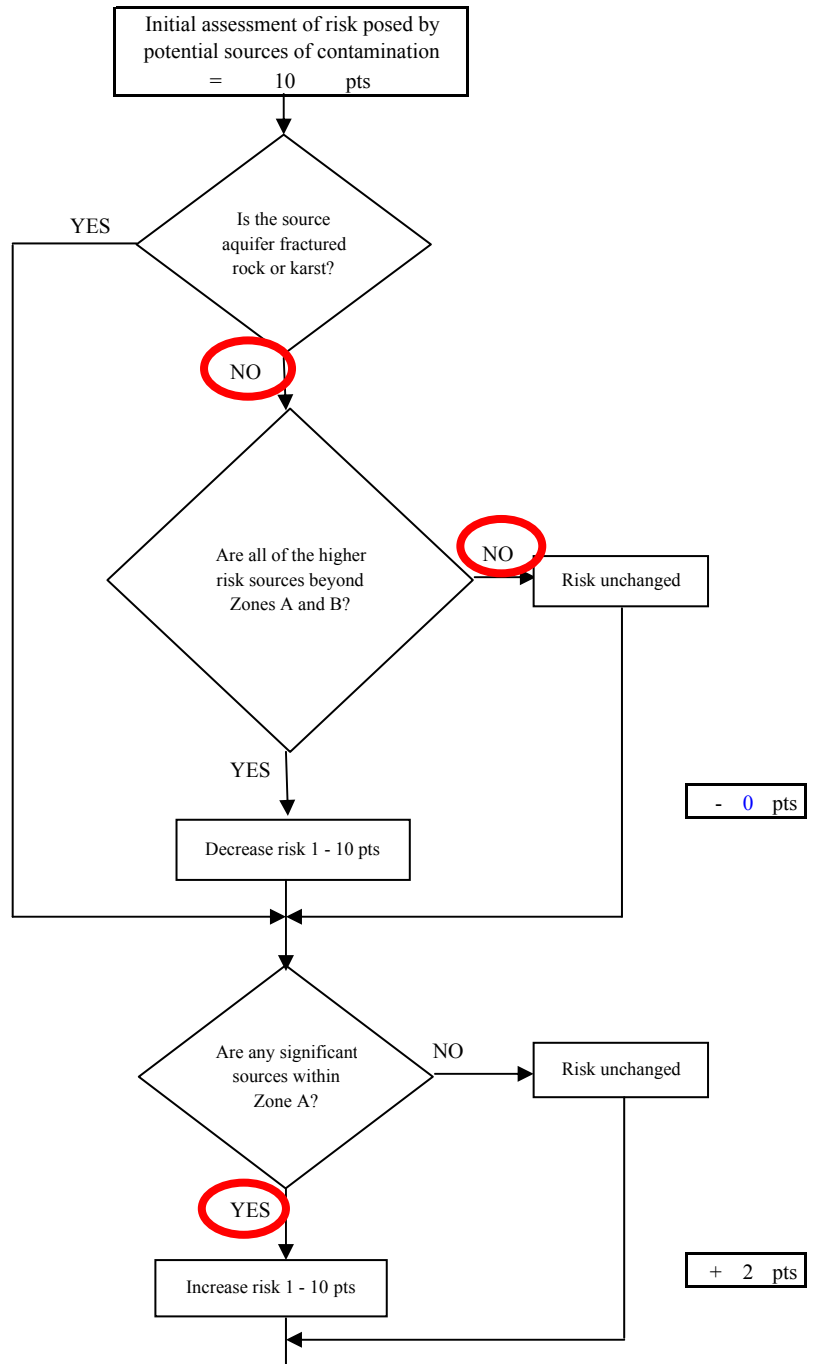 Initial assessment of risk posed by
potential sources of contamination
= 10 pts
YES
Is the source
aquifer fractured
rock or karst?
NO
Are all of the higher
risk sources beyond
Zones A and B?
NO
Risk unchanged
YES
- 0 pts
Decrease risk 1 - 10 pts
Are any significant
sources within
Zone A?
NO
Risk unchanged
YES
+ 2 pts
Increase risk 1 - 10 pts